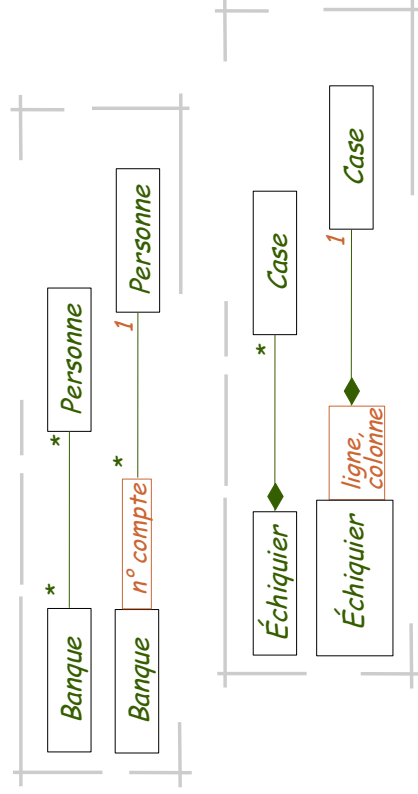 Banque
*
*
Personne
Banque
n° compte
*
1
Personne
Échiquier
*
Case
Échiquier
ligne,
colonne
1
Case